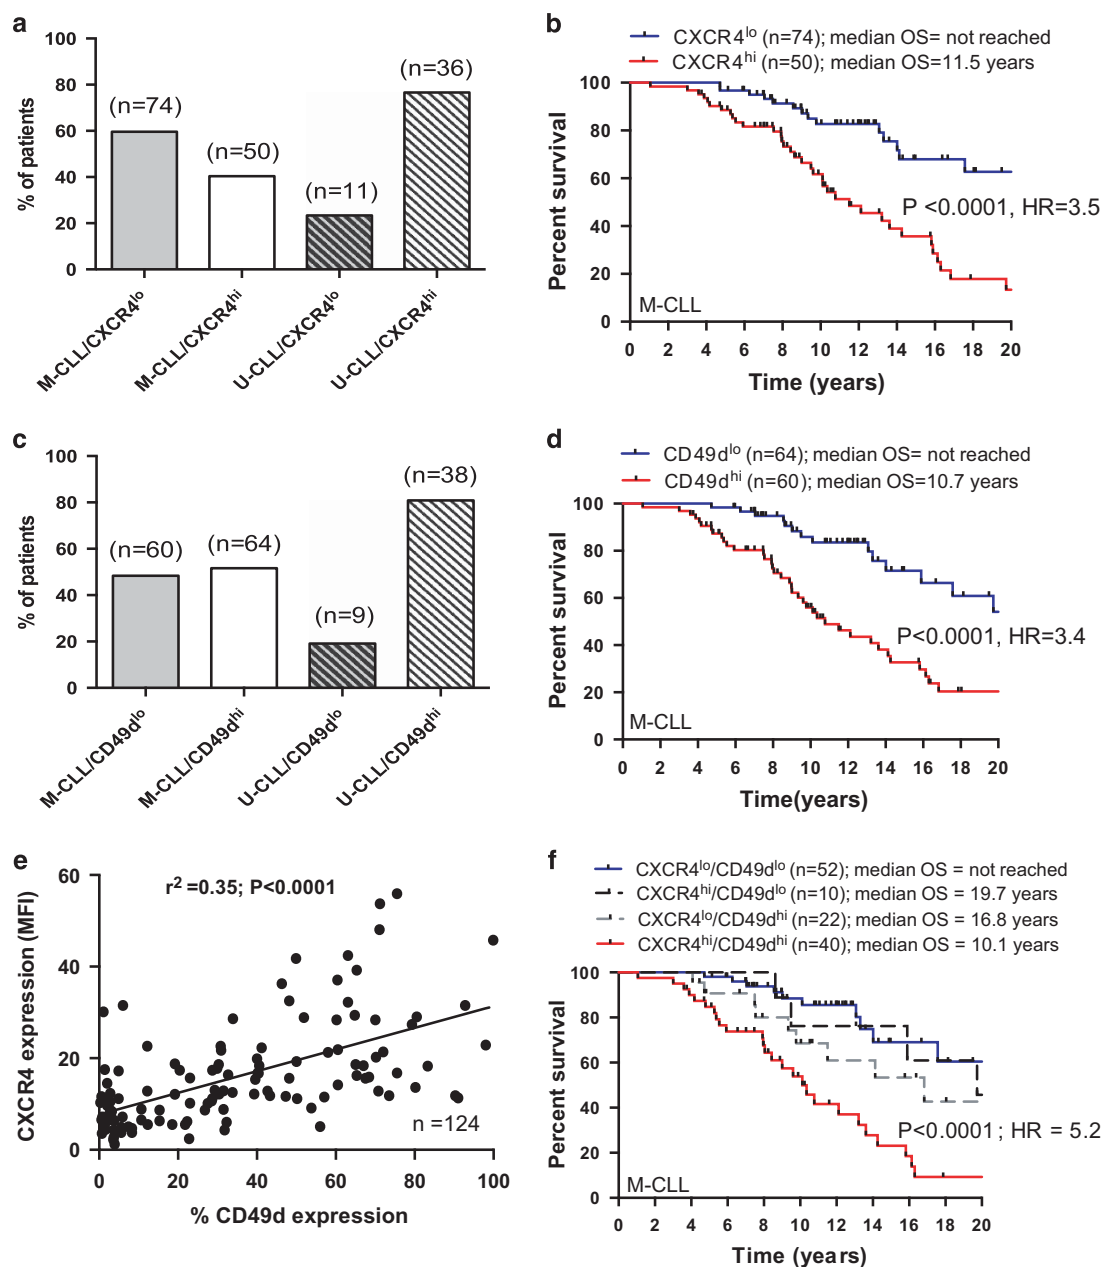 a
100
80
60
40
20
0
% of patients
(n=74)
(n=50)
(n=11)
(n=36)
M-CLL/CXCR4lo
M-CLL/CXCR4hi
U-CLL/CXCR4lo
U-CLL/CXCR4hi
b
CXCR4lo (n=74); median OS= not reached
CXCR4hi (n=50); median OS=11.5 years
100
80
60
40
20
0
Percent survival
P <0.0001, HR=3.5
M-CLL
0 2 4 6 8 10 12 14 16 18 20
Time (years)
c
100
80
60
40
20
0
% of patients
(n=60)
(n=64)
(n=9)
(n=38)
M-CLL/CD49dlo
M-CLL/CD49dhi
U-CLL/CD49dlo
U-CLL/CD49dhi
d
CD49dlo (n=64); median OS= not reached
CD49dhi (n=60); median OS=10.7 years
100
80
60
40
20
0
Percent survival
P<0.0001, HR=3.4
M-CLL
0 2 4 6 8 10 12 14 16 18 20
Time(years)
e
60
40
20
0
CXCR4 expression (MFI)
r2 =0.35; P<0.0001
n =124
0 20 40 60 80 100
% CD49d expression
f
CXCR4lo/CD49dlo (n=52); median OS = not reached
CXCR4hi/CD49dlo (n=10); median OS = 19.7 years
CXCR4lo/CD49dhi (n=22); median OS = 16.8 years
CXCR4hi/CD49dhi (n=40); median OS = 10.1 years
100
80
60
40
20
0
Percent survival
P<0.0001; HR = 5.2
M-CLL
0 2 4 6 8 10 12 14 16 18 20
Time (years)